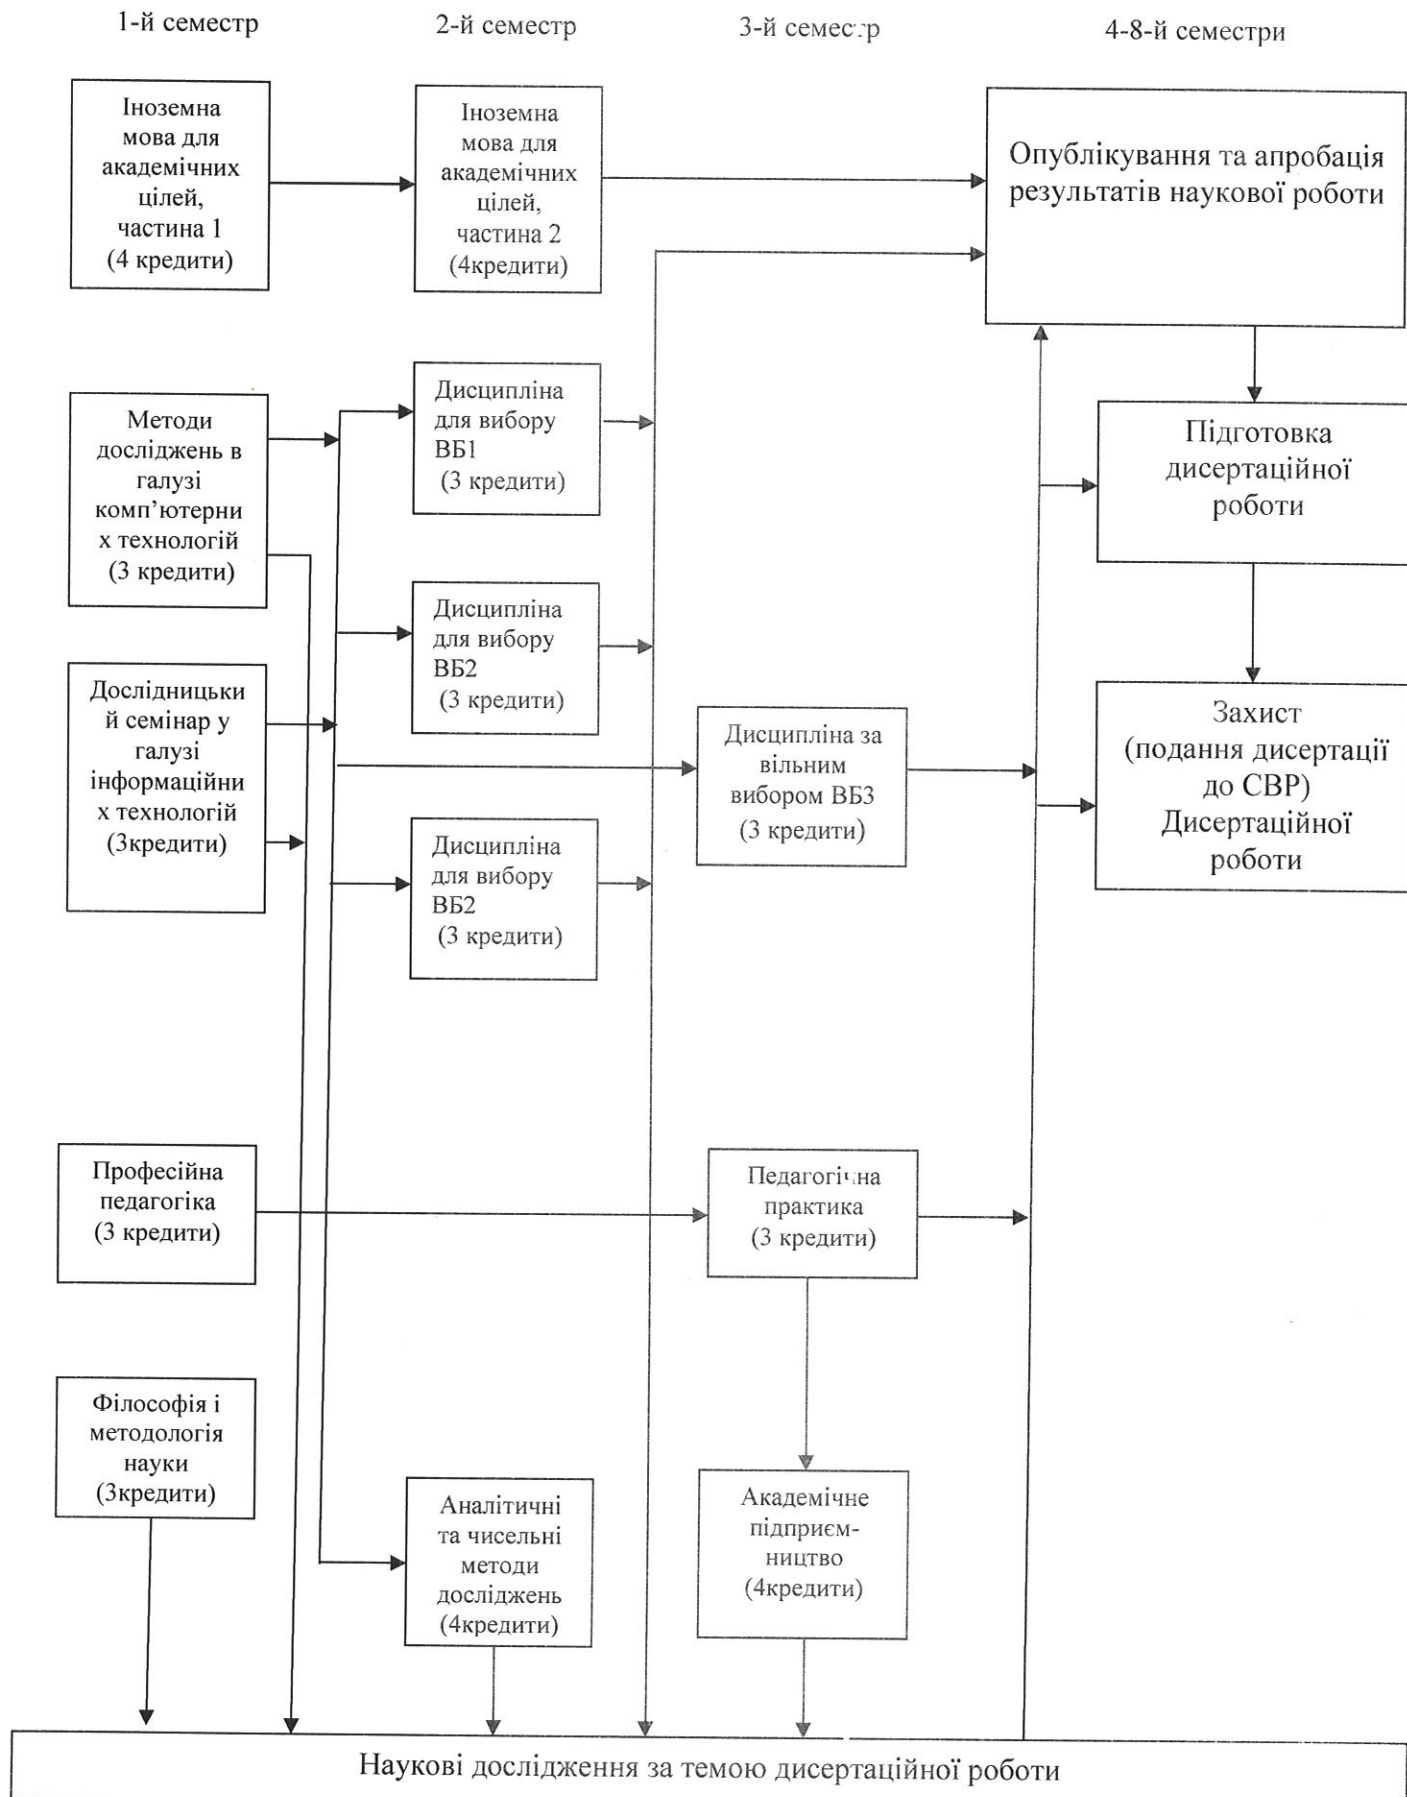 1-й семестр
2-й семестр
3-й семестр
4-8-й семестри
Іноземна
мова для
академічних
цілей,
частина 1
(4 кредити)
Іноземна
мова для
академічних
цілей,
частина 2
(4кредити)
Опублікування та апробація
результатів наукової роботи
Методи
досліджень в
галузі
комп’ютерни
х технологій
(3 кредити)
Дисципліна
для вибору
ВБ1
(3 кредити)
Підготовка
дисертаційної
роботи
Дисципліна
для вибору
ВБ2
(3 кредити)
Дослідницьки
й семінар у
галузі
інформаційни
х технологій
(3кредити)
Дисципліна за
вільним
вибором ВБ3
(3 кредити)
Захист
(подання дисертації
до СВР)
Дисертаційної
роботи
Дисципліна
для вибору
ВБ2
(3 кредити)
Професійна
педагогіка
(3 кредити)
Педагогічна
практика
(3 кредити)
Філософія і
методологія
науки
(3кредити)
Аналітичні
та чисельні
методи
досліджень
(4кредити)
Академічне
підприєм-
ництво
(4кредити)
Наукові дослідження за темою дисертаційної роботи